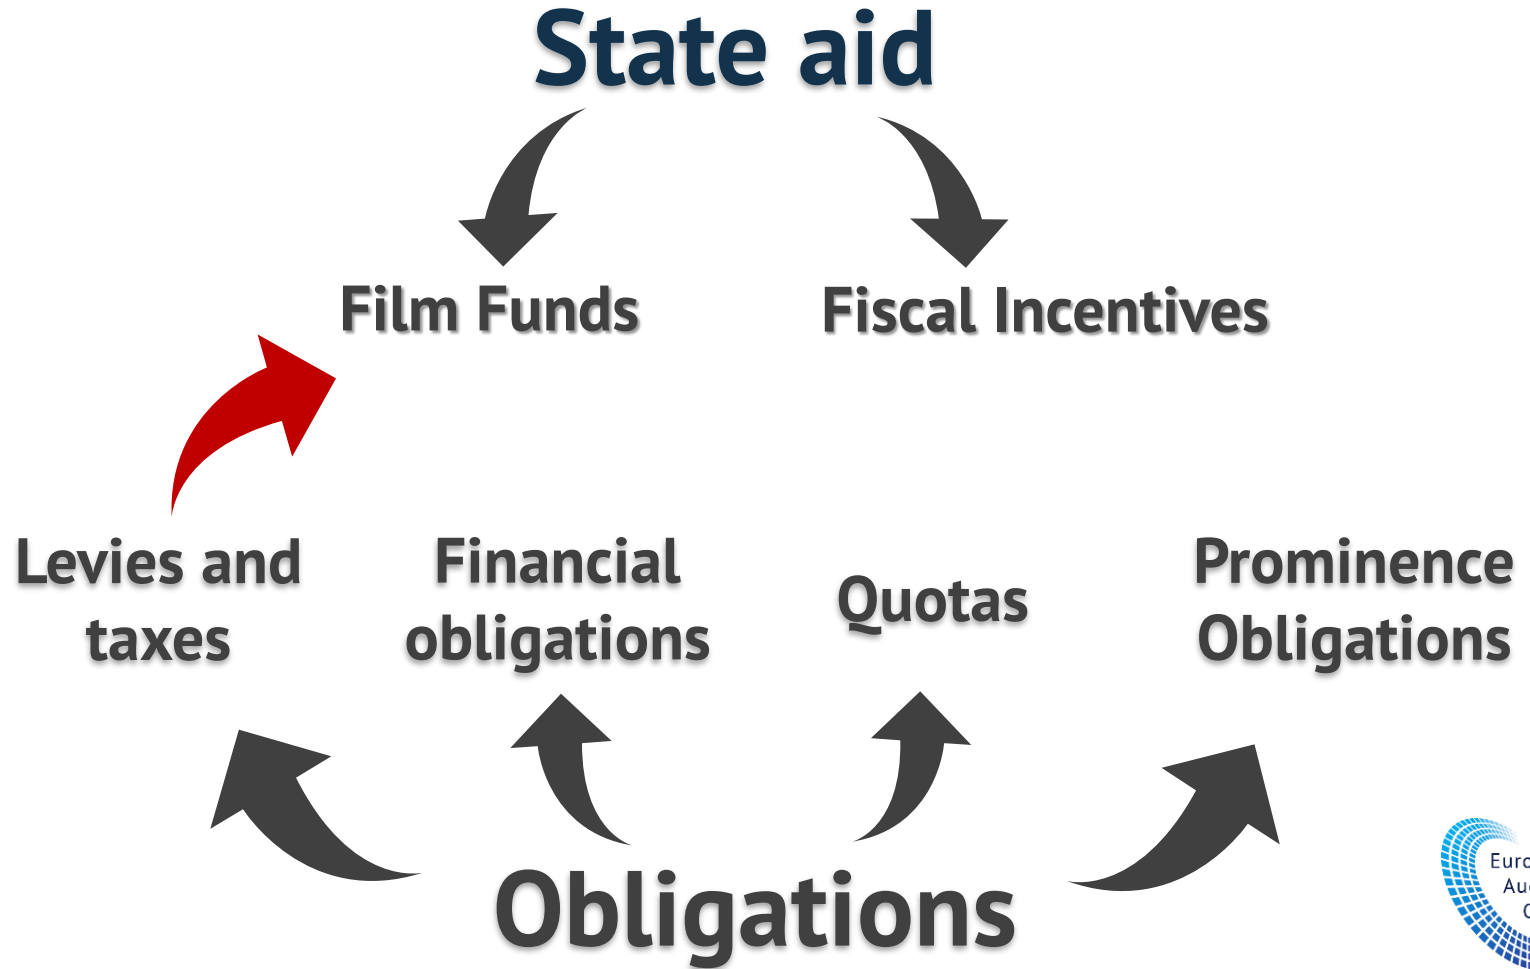 State aid
Film Funds
Fiscal Incentives
Levies and
taxes
Financial
obligations
Quotas
Prominence
Obligations
Obligations